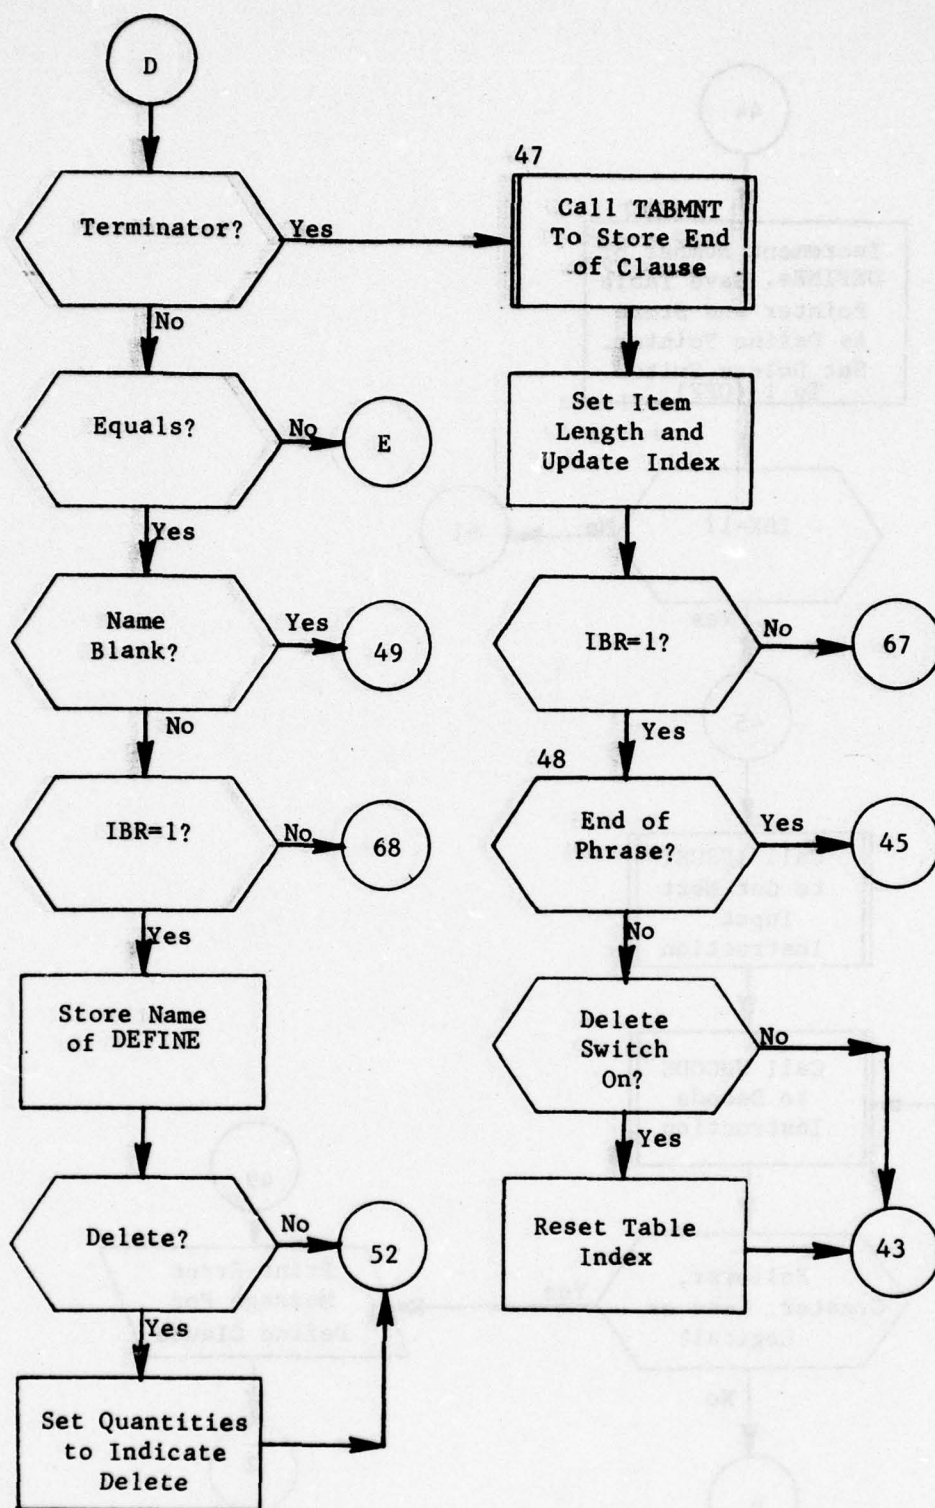 D
Terminator?
Yes
No
47
Call TABMNT
To Store End
of Clause
Equals?
No
E
Yes
Set Item
Length and
Update Index
Name
Blank?
Yes
49
No
IBR=1?
No
67
Yes
IBR=1?
No
68
Yes
48
End of
Phrase?
Yes
45
No
Store Name
of DEFINE
Delete
Switch
On?
No
Yes
Delete?
No
52
Yes
Reset Table
Index
43
Set Quantities
to Indicate
Delete